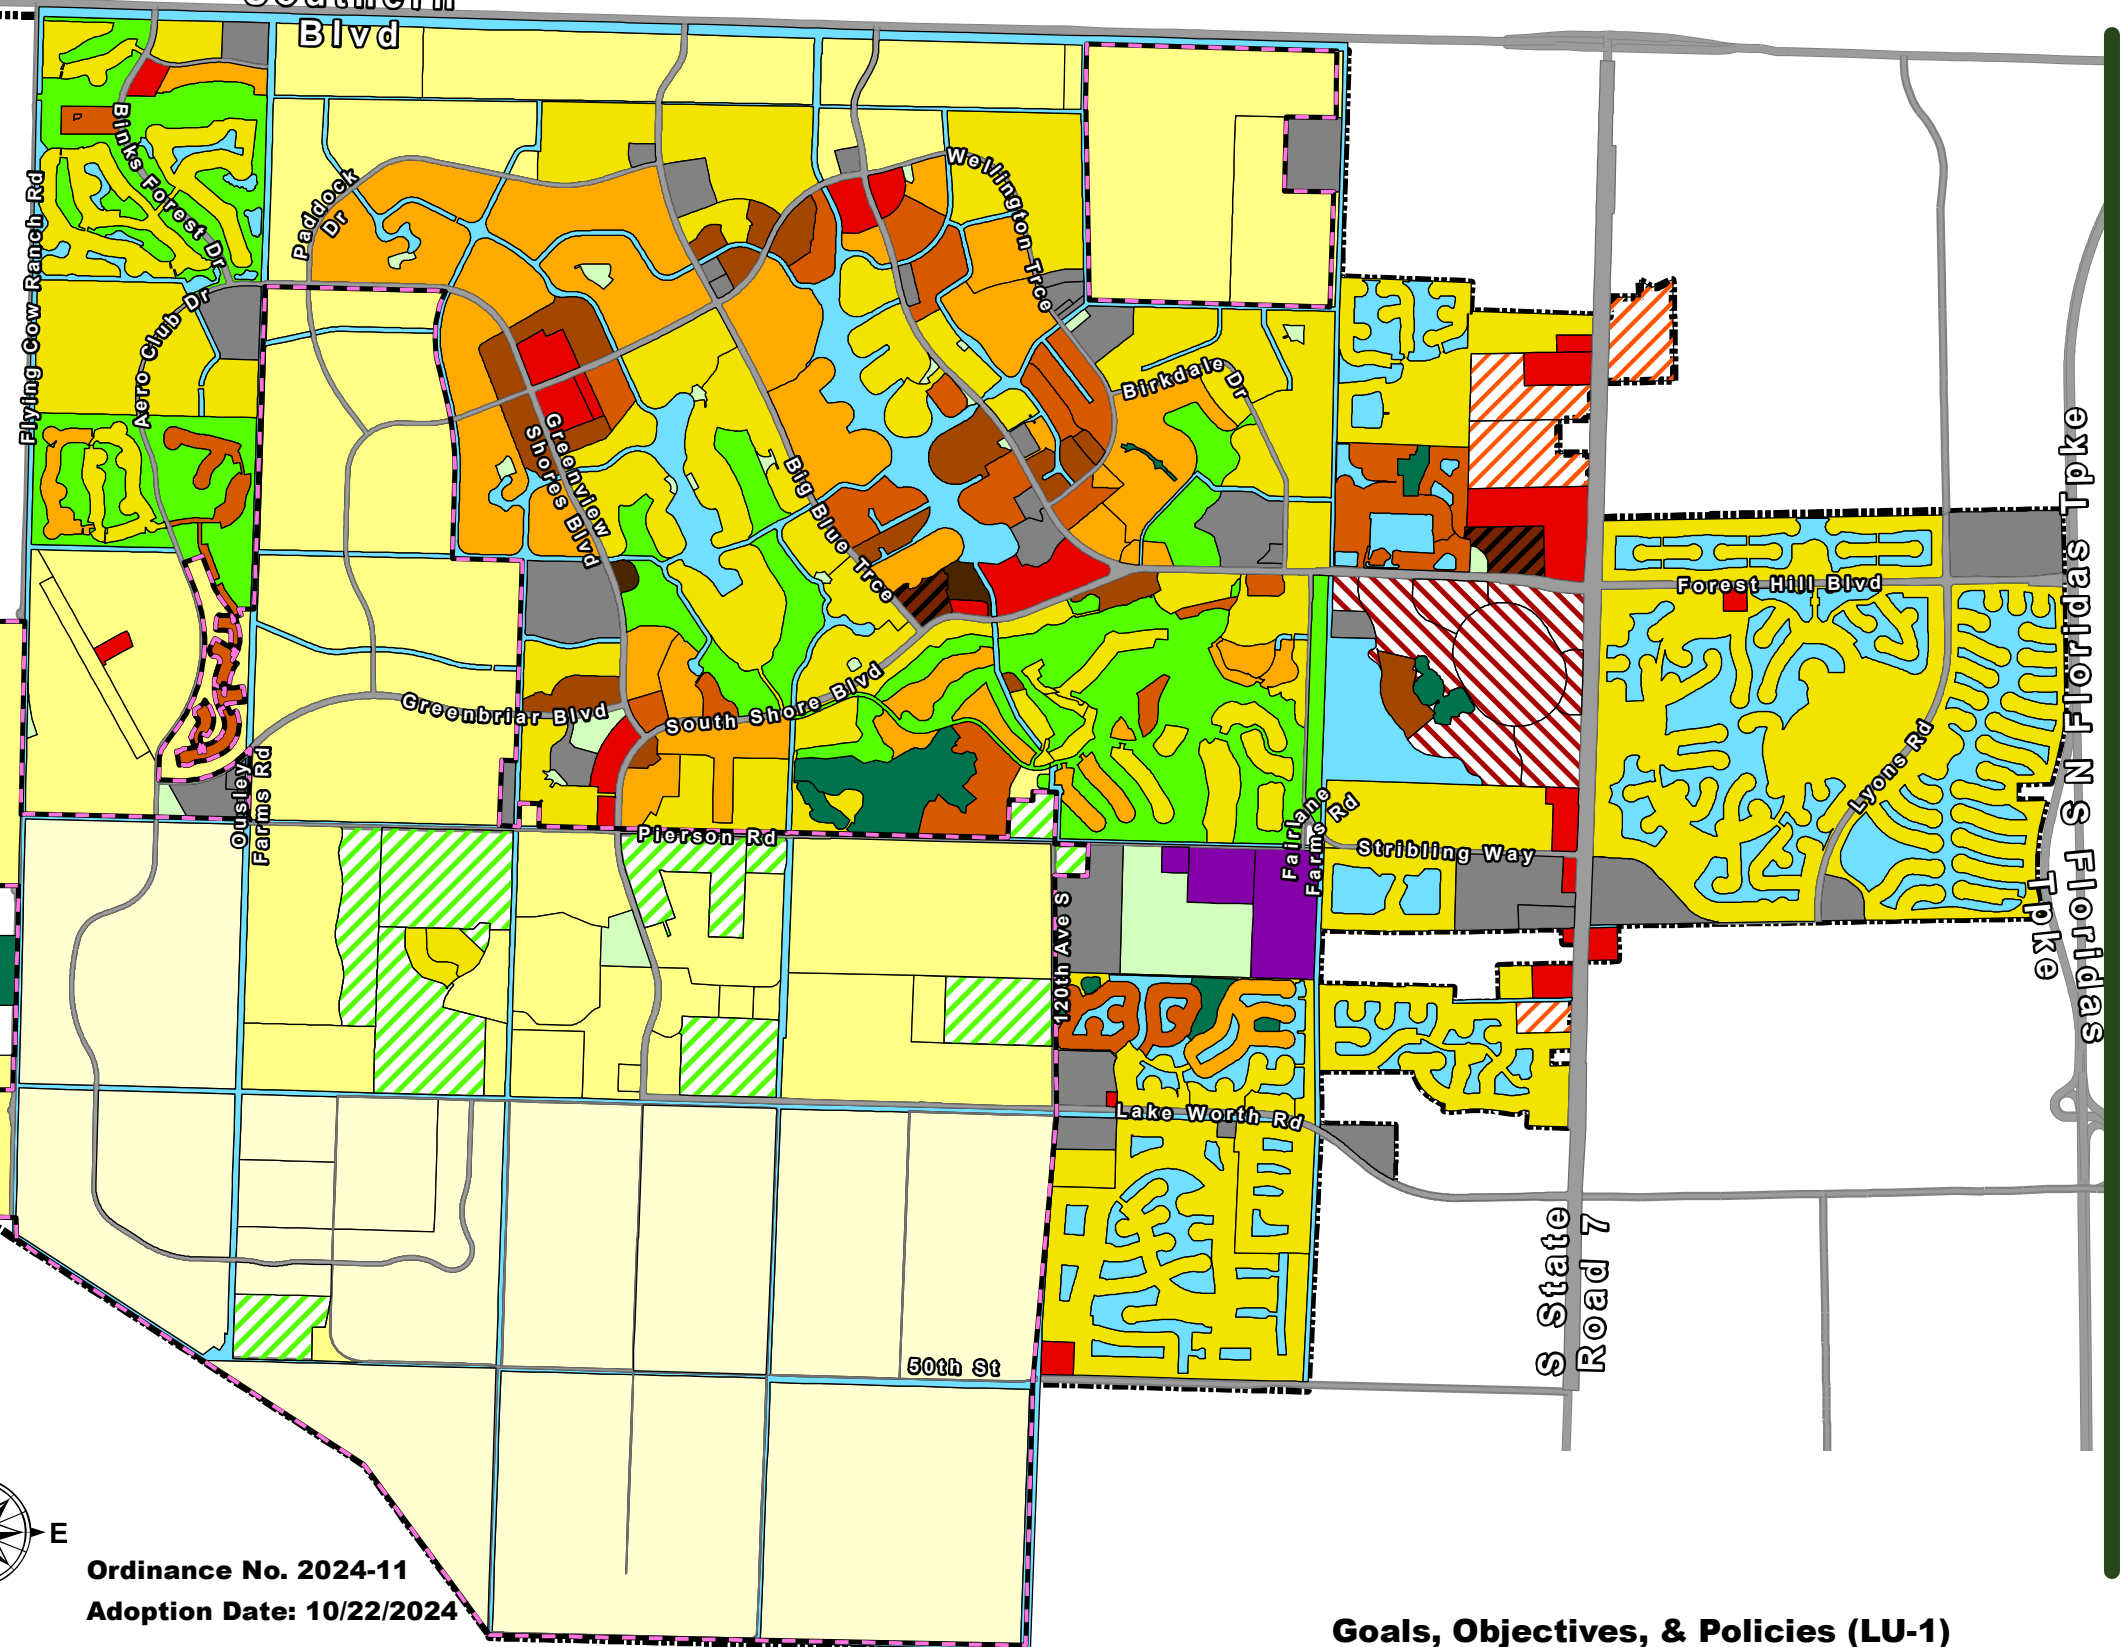 Southern
Blvd
Binks Forest Dr
Wellington Trce
Paddock
Dr
Flying Cow Ranch Rd
Aero Club Dr
Birkdale Dr
Greenview
Shores Blvd
Big Blue Trce
Forest Hill Blvd
N Floridas Tpke
Greenbriar Blvd
South Shore Blvd
Lyons Rd
Ousley
Farms Rd
Pierson Rd
Fairlane
Farms Rd
Stribling Way
S Floridas
Tpke
120th Ave S
Lake Worth Rd
S State
Road 7
50th St
E
Ordinance No. 2024-11
Adoption Date: 10/22/2024
Goals, Objectives, & Policies (LU-1)